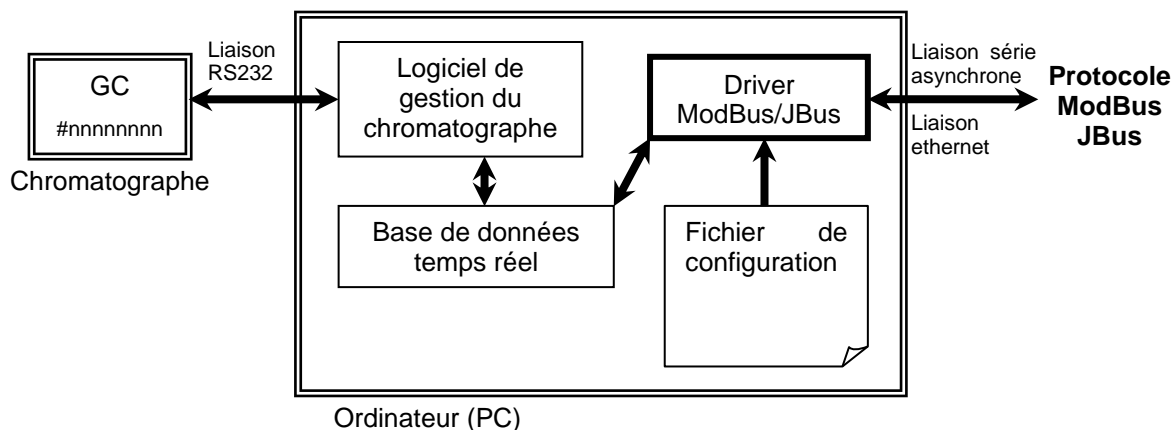 GC
#nnnnnnnnn
Chromatographe
Liaison
RS232
Logiciel de
gestion du
chromatographe
Base de données
temps réel
Driver
ModBus/JBus
Fichier de
configuration
Liaison série
asynchrone
Liaison
ethernet
Protocole
ModBus
JBus
Ordinateur (PC)